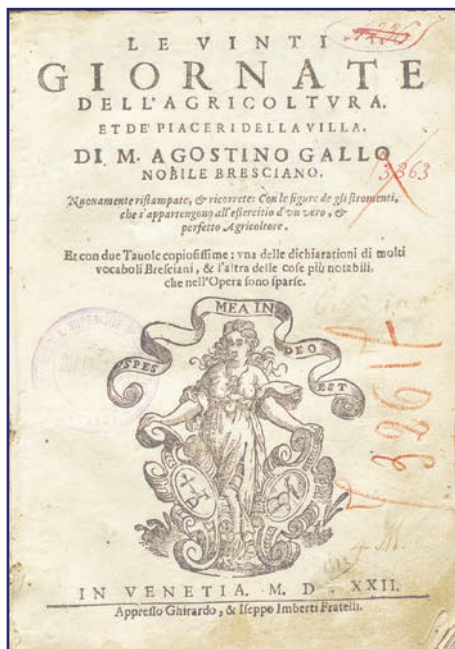 LE VINTI
GIORNATE
DELL'AGRICOLTVRA.
ET DE' PIACERI DELLA VILLA.
DI M. AGOSTINO GALLO
NOBILE BRESCIANO.
3363
Nuouamente ristampate, & ricorrete: Con le figure de gli stromenti,
che s'appartengono all'essercitio d'vn vero, &
perfetto Agricoltore.
Et con due Tauole copiosissime: vna delle dichiarationi di molti
vocaboli Bresciani, & l'altra delle cose più notabili,
che nell'Opera sono sparse.
SPES MEA IN DEO EST
IN VENETIA. M. D . XXII.
Appresso Ghirardo, & Iseppo Imberti Fratelli.